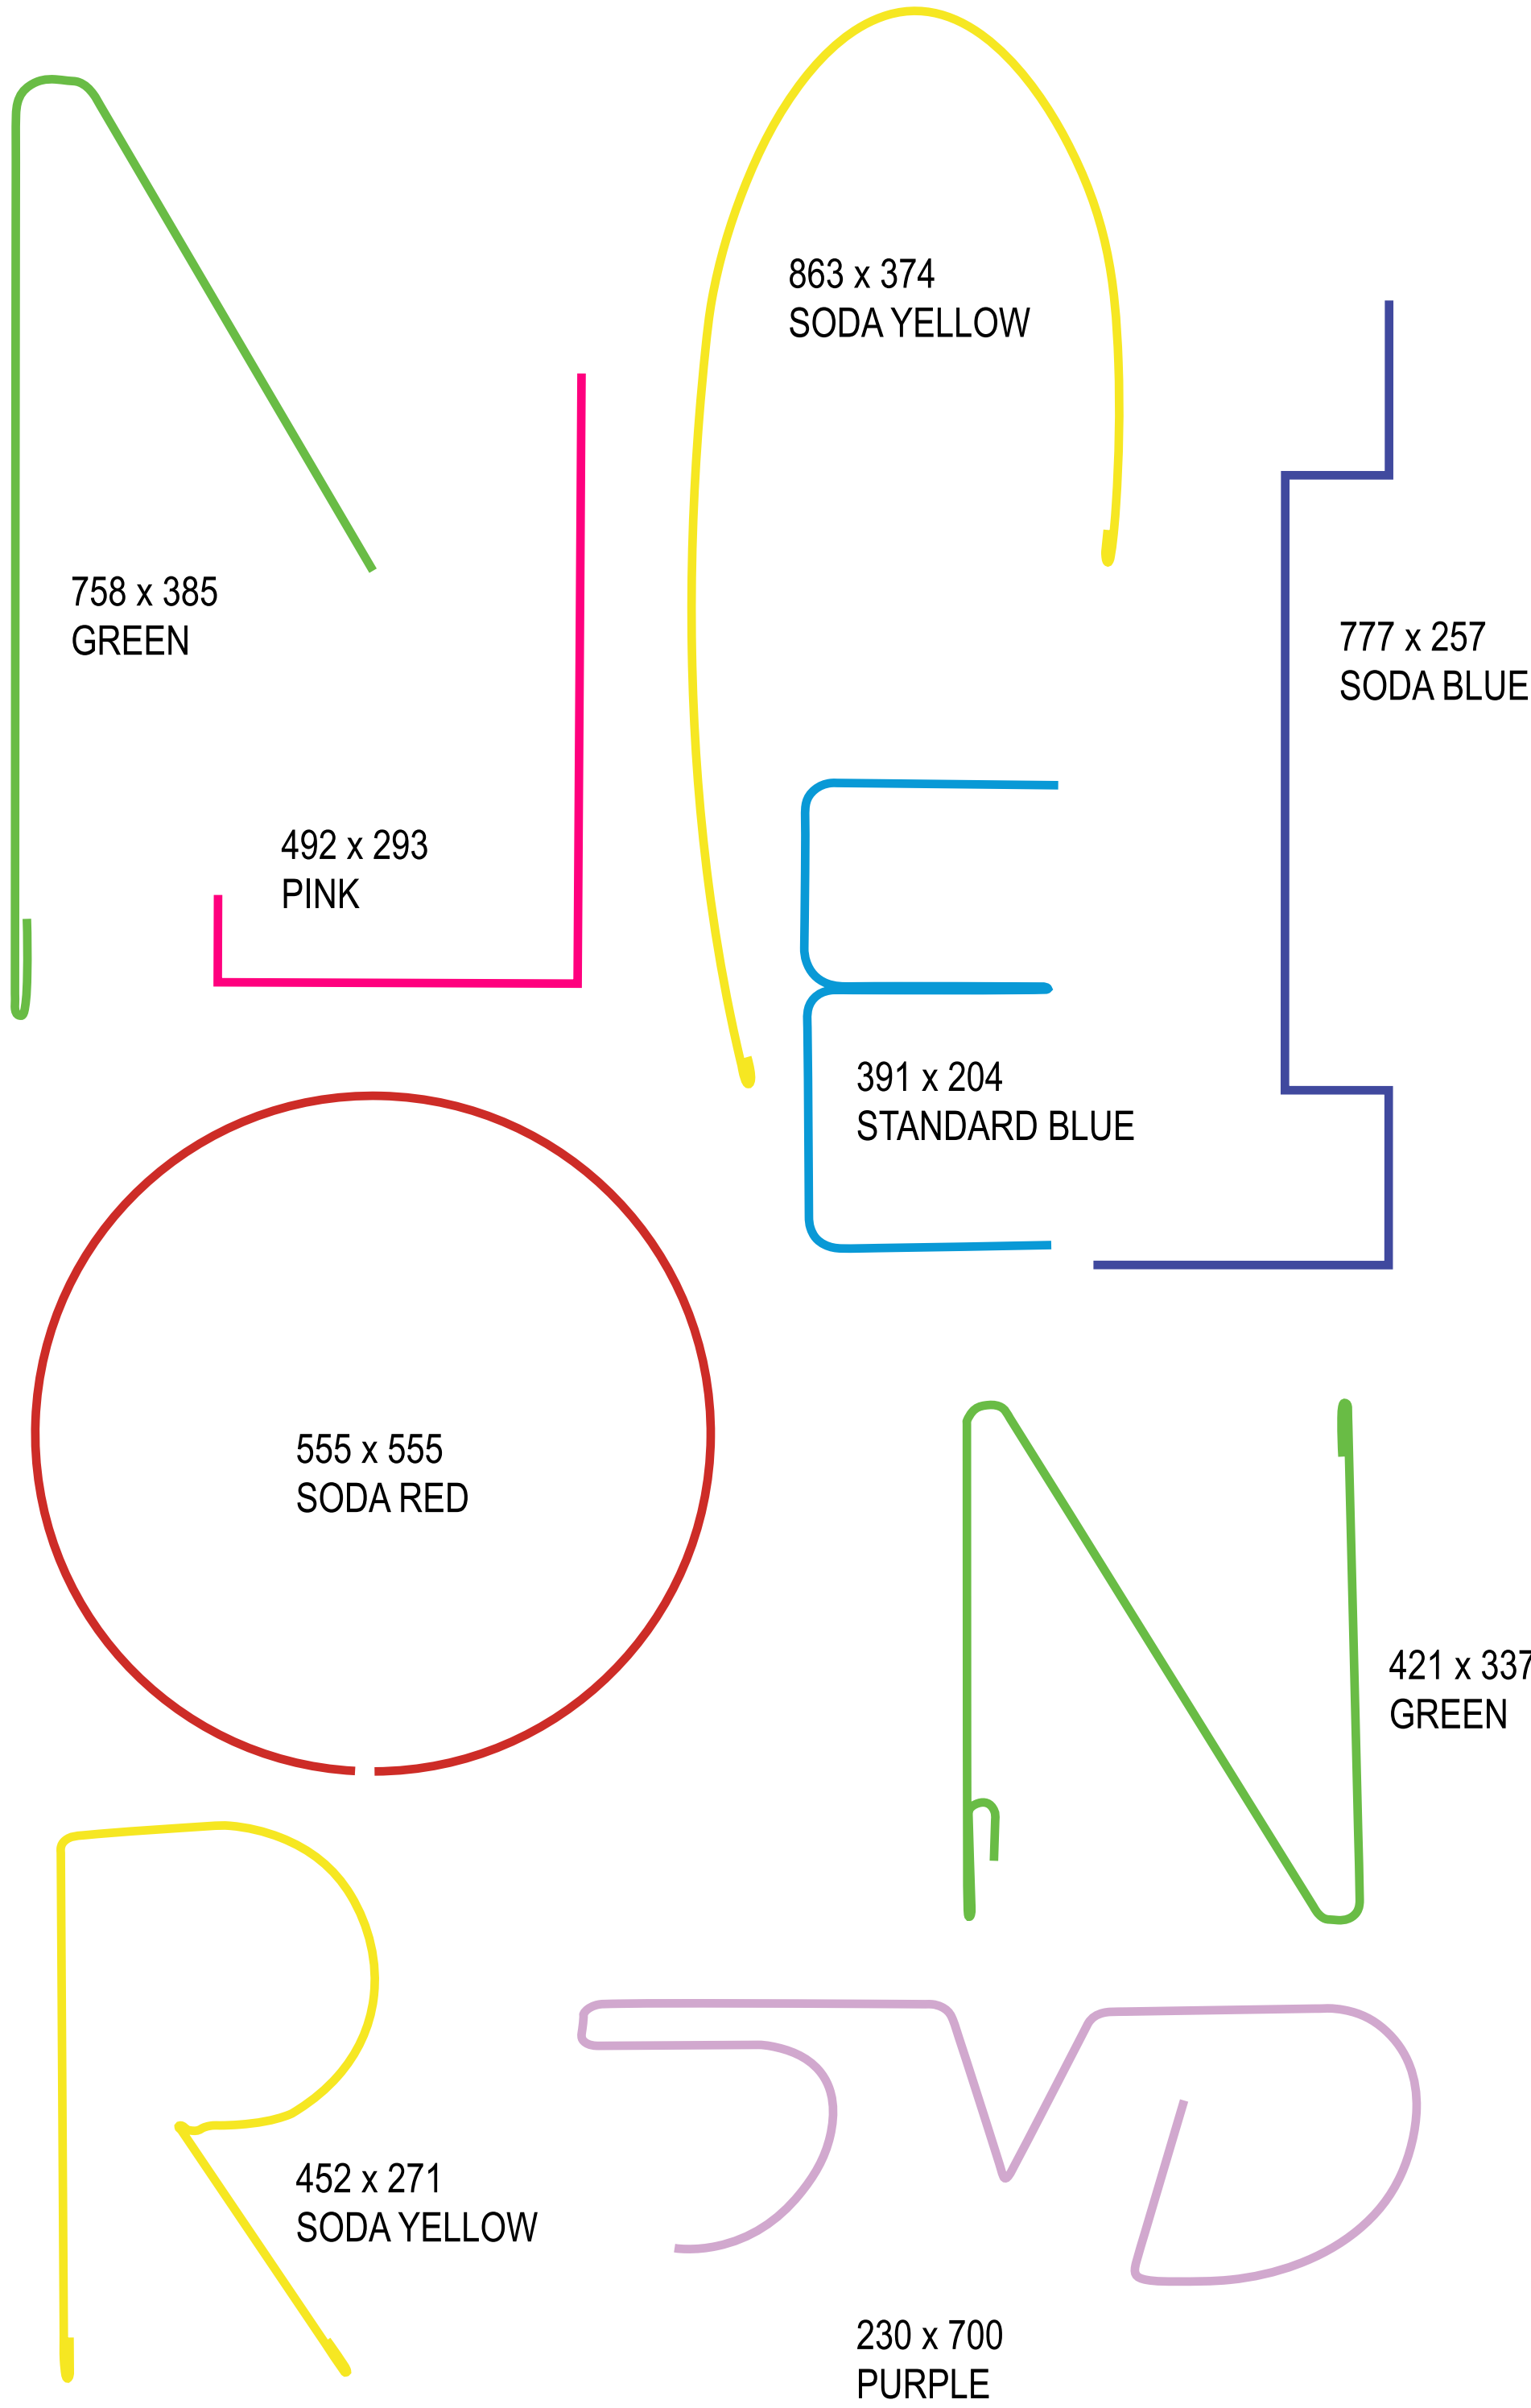 863 x 374
SODA YELLOW
758 x 385
GREEN
777 x 257
SODA BLUE
492 x 293
PINK
391 x 204
STANDARD BLUE
555 x 555
SODA RED
421 x 337
GREEN
452 x 271
SODA YELLOW
230 x 700
PURPLE